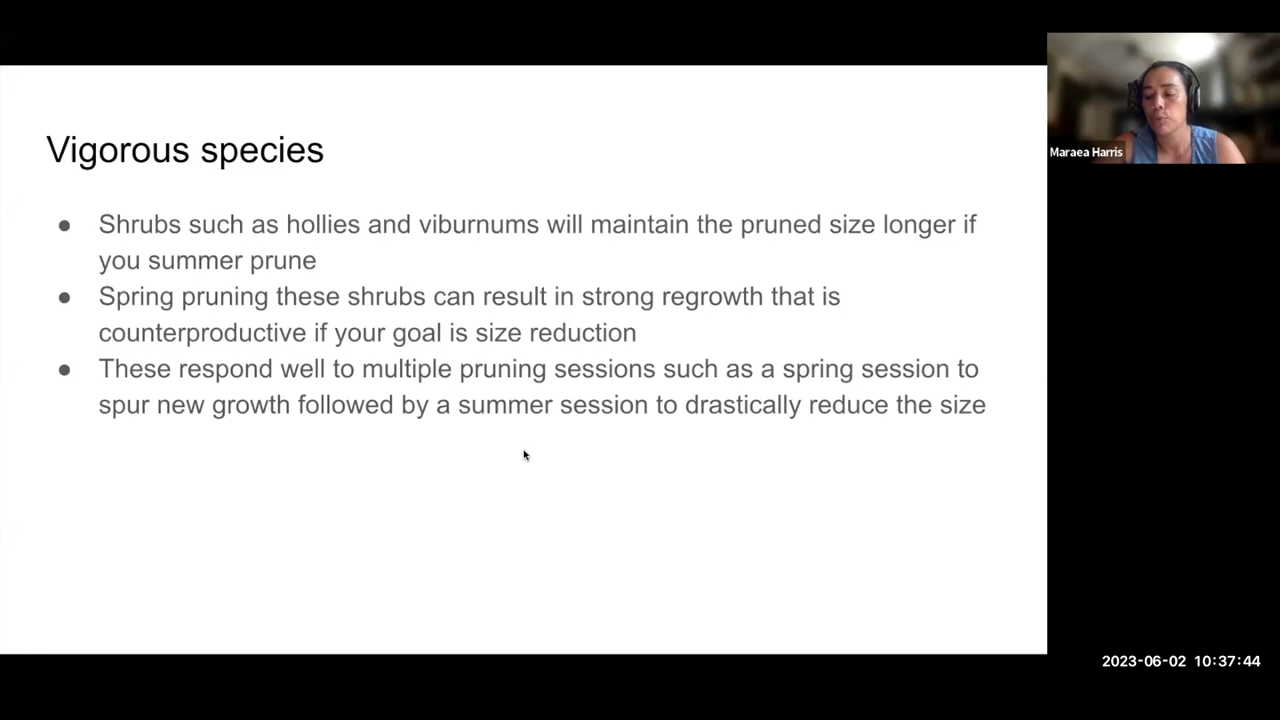 Vigorous species
● Shrubs such as hollies and viburnums will maintain the pruned size longer if
you summer prune
● Spring pruning these shrubs can result in strong regrowth that is
counterproductive if your goal is size reduction
● These respond well to multiple pruning sessions such as a spring session to
spur new growth followed by a summer session to drastically reduce the size
Maraea Harris
2023-06-02 10:37:44